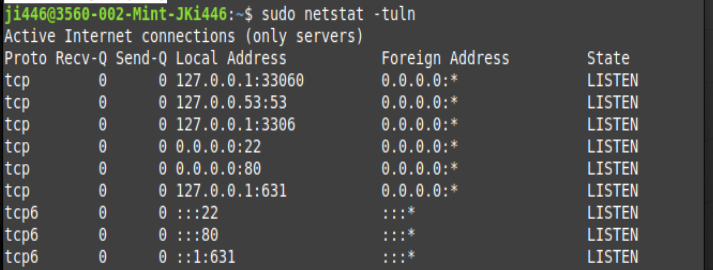 ji446@3560-002-Mint-JKi446:~$ sudo netstat -tuln
Active Internet connections (only servers)
Proto Recv-Q Send-Q Local Address           Foreign Address         State
tcp        0      0 127.0.0.1:33060         0.0.0.0:*               LISTEN
tcp        0      0 127.0.0.53:53           0.0.0.0:*               LISTEN
tcp        0      0 127.0.0.1:3306          0.0.0.0:*               LISTEN
tcp        0      0 0.0.0.0:22              0.0.0.0:*               LISTEN
tcp        0      0 0.0.0.0:80              0.0.0.0:*               LISTEN
tcp        0      0 127.0.0.1:631           0.0.0.0:*               LISTEN
tcp6       0      0 :::22                   :::*                    LISTEN
tcp6       0      0 :::80                   :::*                    LISTEN
tcp6       0      0 ::1:631                 :::*                    LISTEN